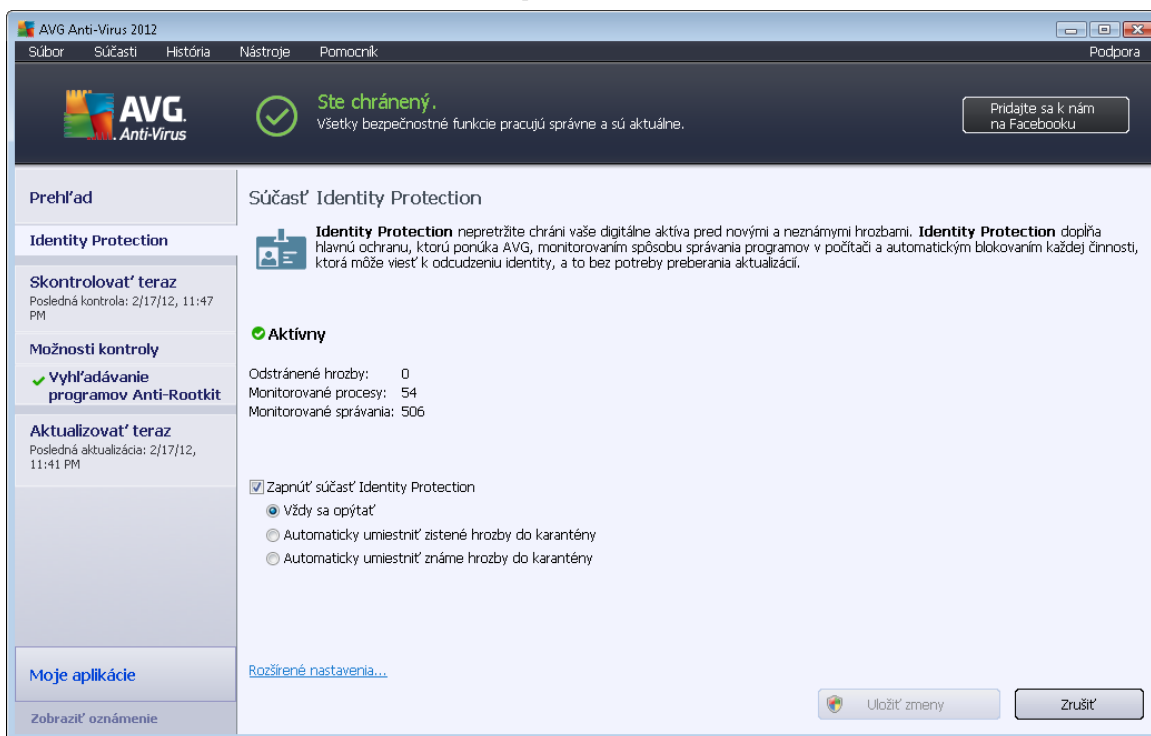 AVG Anti-Virus 2012
Súbor Súčasti História Nástroje Pomocník Podpora
AVG.
Anti-Virus
Ste chránený.
Všetky bezpečnostné funkcie pracujú správne a sú aktuálne.
Pridajte sa k nám
na Facebooku
Prehľad
Identity Protection
Skontrolovať teraz
Posledná kontrola: 2/17/12, 11:47
PM
Možnosti kontroly
Vyhľadávanie
programov Anti-Rootkit
Aktualizovať teraz
Posledná aktualizácia: 2/17/12,
11:41 PM
Moje aplikácie
Zobraziť oznámenie
Súčasť Identity Protection
Identity Protection nepretržite chráni vaše digitálne aktíva pred novými a neznámymi hrozbami. Identity Protection dopĺňa
hlavnú ochranu, ktorú ponúka AVG, monitorovaním spôsobu správania programov v počítači a automatickým blokovaním každej činnosti,
ktorá môže viesť k odcudzeniu identity, a to bez potreby preberania aktualizácií.
Aktívny
Odstránené hrozby: 0
Monitorované procesy: 54
Monitorované správania: 506
Zapnúť súčasť Identity Protection
Vždy sa opýtať
Automaticky umiestniť zistené hrozby do karantény
Automaticky umiestniť známe hrozby do karantény
Rozšírené nastavenia...
Uložiť zmeny
Zrušiť